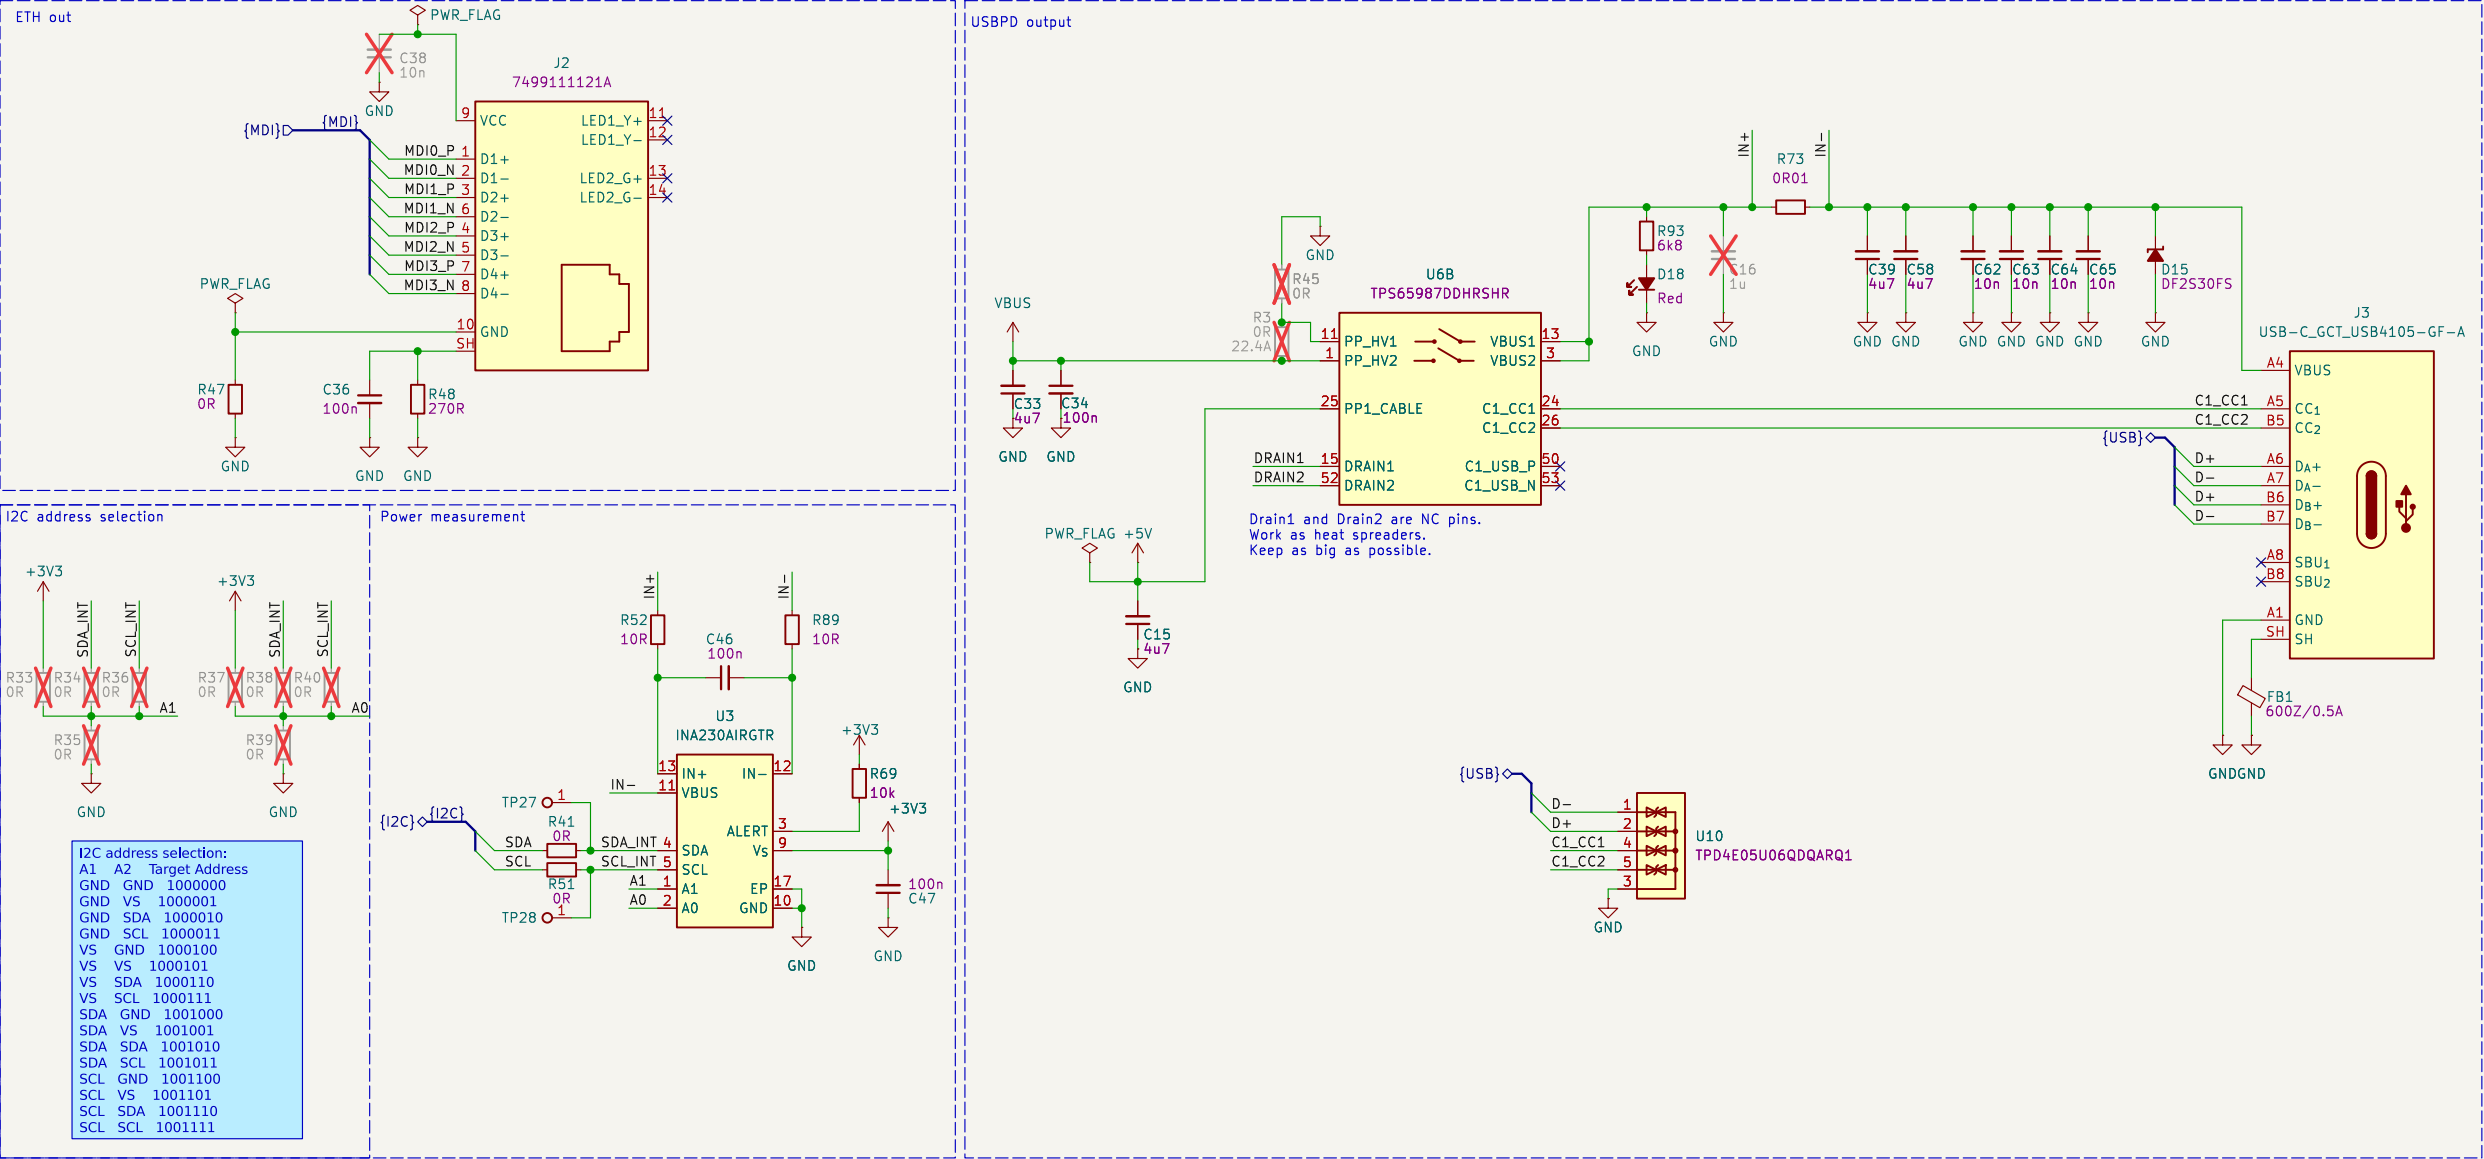 ETH out
PWR_FLAG
C38
10n
GND
J2
7499111121A
{MDI}
{MDI}
9 VCC
MDI0_P 1 D1+
MDI0_N 2 D1-
MDI1_P 3 D2+
MDI1_N 6 D2-
MDI2_P 4 D3+
MDI2_N 5 D3-
MDI3_P 7 D4+
MDI3_N 8 D4-
10 GND
SH
LED1_Y+ 11
LED1_Y- 12
LED2_G+ 13
LED2_G- 14
PWR_FLAG
R47
0R
GND
C36
100n
GND
R48
270R
GND
I2C address selection
+3V3
SDA_INT
SCL_INT
R33
0R
R34
0R
R36
0R
A1
R35
0R
GND
+3V3
SDA_INT
SCL_INT
R37
0R
R38
0R
R40
0R
A0
R39
0R
GND
I2C address selection:
A1 A2 Target Address
GND GND 1000000
GND VS 1000001
GND SDA 1000010
GND SCL 1000011
VS GND 1000100
VS VS 1000101
VS SDA 1000110
VS SCL 1000111
SDA GND 1001000
SDA VS 1001001
SDA SDA 1001010
SDA SCL 1001011
SCL GND 1001100
SCL VS 1001101
SCL SDA 1001110
SCL SCL 1001111
Power measurement
IN+
IN-
R52
10R
C46
100n
R89
10R
U3
INA230AIRGTR
13 IN+
IN- 11 VBUS
SDA_INT 4 SDA
SCL_INT 5 SCL
A1 1 A1
A0 2 A0
IN- 12
ALERT 3
Vs 9
EP 17
GND 10
{I2C}
{I2C}
SDA
SCL
TP27 1
R41
0R
R51
0R
TP28 1
+3V3
R69
10k
+3V3
100n
C47
GND
GND
USBPD output
VBUS
C33
4u7
GND
C34
100n
GND
GND
R45
0R
R3
0R
22.4A
U6B
TPS65987DDHRSHR
11 PP_HV1
1 PP_HV2
25 PP1_CABLE
DRAIN1 15 DRAIN1
DRAIN2 52 DRAIN2
VBUS1 13
VBUS2 3
C1_CC1 24
C1_CC2 26
C1_USB_P 50
C1_USB_N 53
Drain1 and Drain2 are NC pins.
Work as heat spreaders.
Keep as big as possible.
PWR_FLAG
+5V
C15
4u7
GND
R93
6k8
D18
Red
GND
C16
1u
GND
IN+
R73
0R01
IN-
C39
4u7
GND
C58
4u7
GND
C62
10n
GND
C63
10n
GND
C64
10n
GND
C65
10n
GND
D15
DF2S30FS
GND
J3
USB-C_GCT_USB4105-GF-A
A4 VBUS
C1_CC1 A5 CC1
C1_CC2 B5 CC2
{USB}
D+ A6 DA+
D- A7 DA-
D+ B6 DB+
D- B7 DB-
A8 SBU1
B8 SBU2
A1 GND
SH SH
FB1
600Z/0.5A
GND
GND
{USB}
D- 1
D+ 2
C1_CC1 4
C1_CC2 5
3
GND
U10
TPD4E05U06QDQARQ1